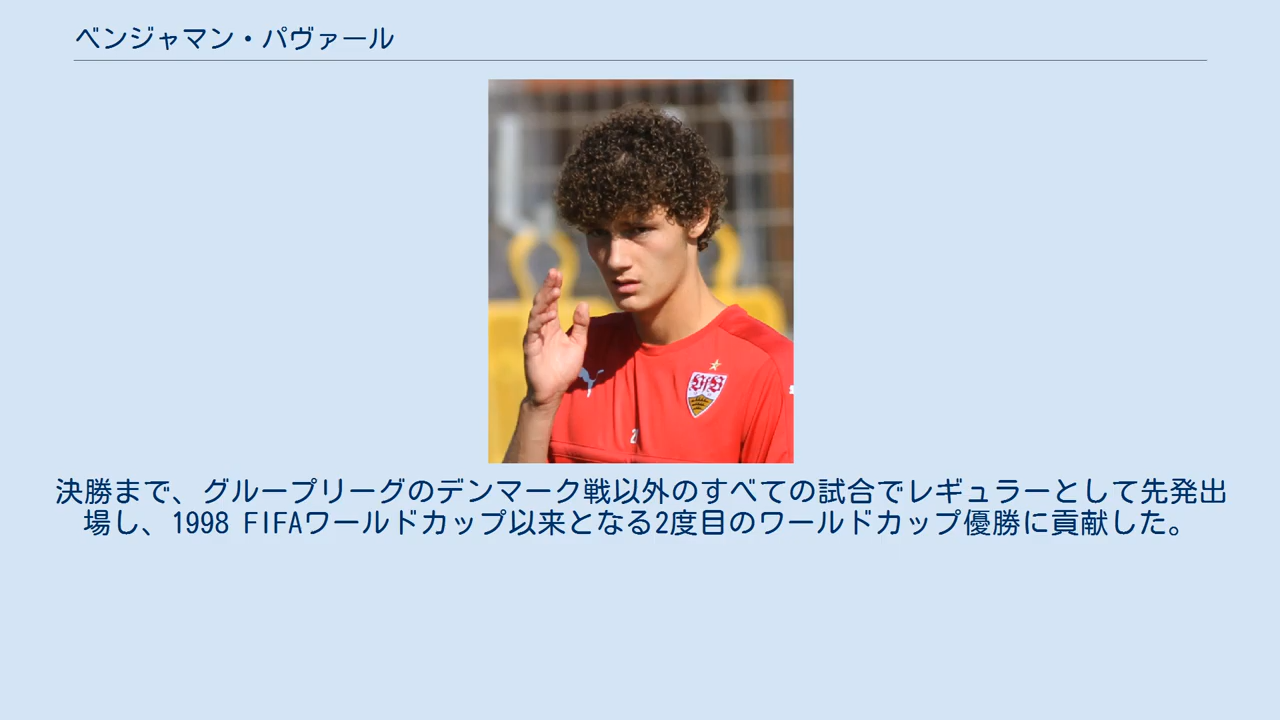 ベンジャマン・パヴァール
決勝まで、グループリーグのデンマーク戦以外のすべての試合でレギュラーとして先発出
場し、1998 FIFAワールドカップ以来となる2度目のワールドカップ優勝に貢献した。